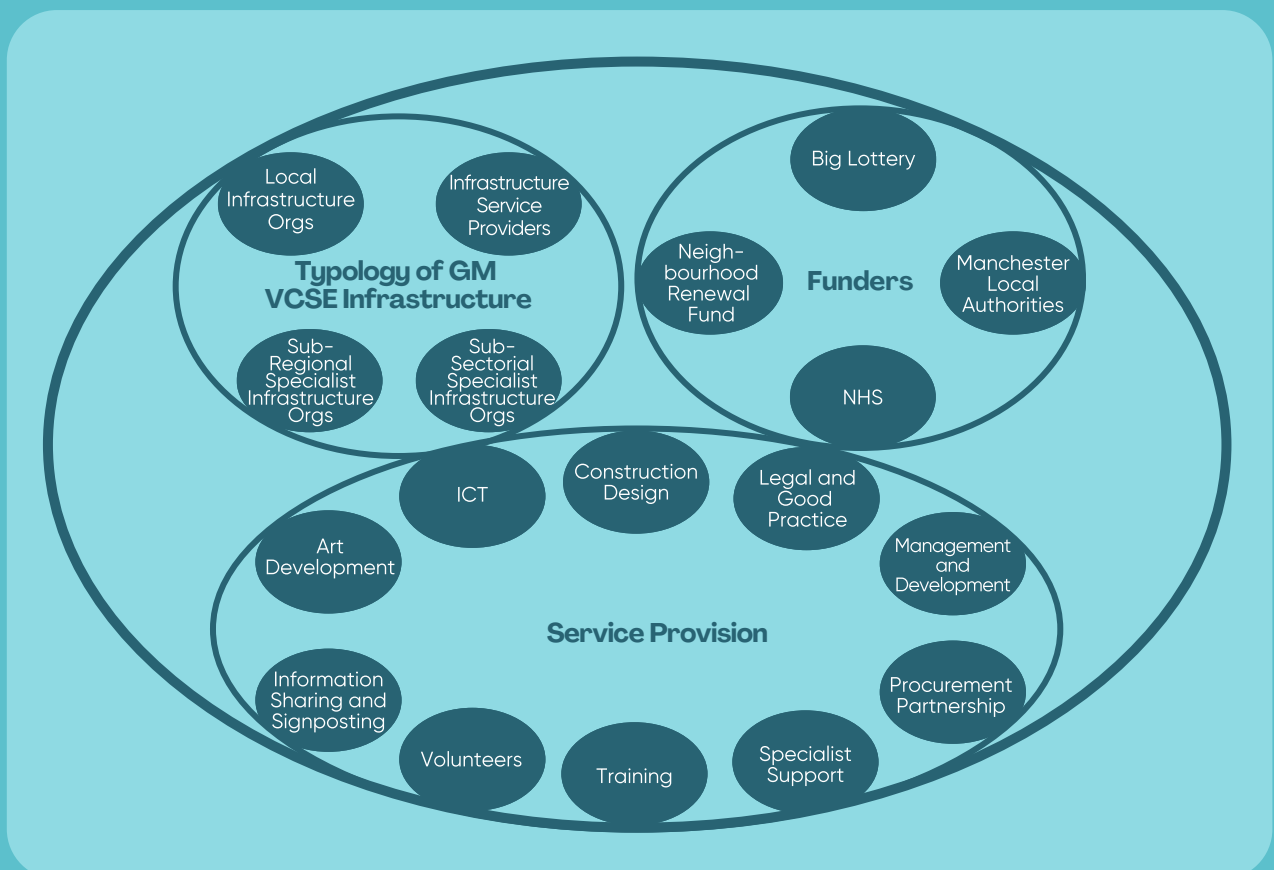 Local
Infrastructure
Orgs
Infrastructure
Service
Providers
Typology of GM
VCSE Infrastructure
Sub-
Regional
Specialist
Infrastructure
Orgs
Sub-
Sectorial
Specialist
Infrastructure
Orgs
Big Lottery
Neigh-
bourhood
Renewal
Fund
Funders
Manchester
Local
Authorities
NHS
ICT
Construction
Design
Legal and
Good
Practice
Art
Development
Management
and
Development
Service Provision
Information
Sharing and
Signposting
Procurement
Partnership
Volunteers
Training
Specialist
Support